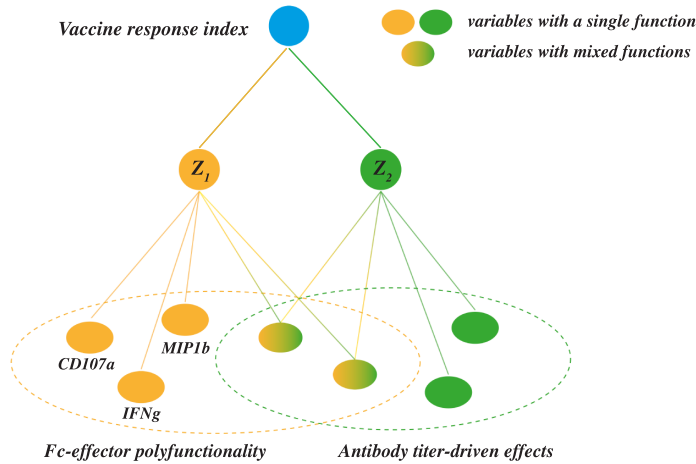 Vaccine response index
variables with a single function
variables with mixed functions
Z1
Z2
CD107a
MIP1b
IFNg
Fc-effector polyfunctionality
Antibody titer-driven effects